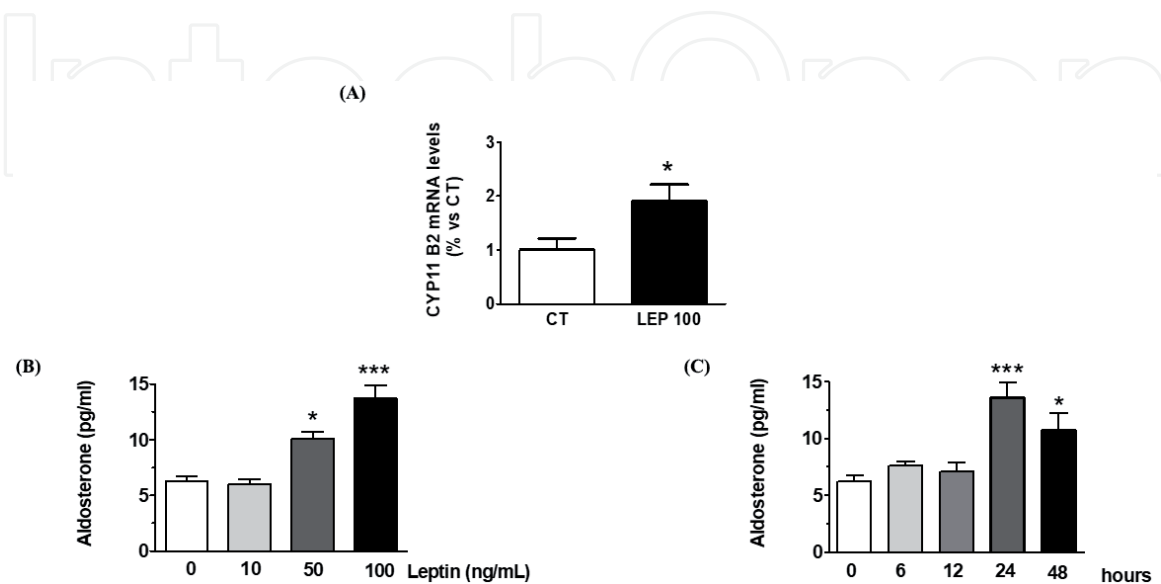 IntechOpen
(A)
CYP11 B2 mRNA levels
(% vs CT)
3
2
1
0
*
CT LEP 100
(B)
Aldosterone (pg/ml)
15
10
5
0
*
***
0 10 50 100 Leptin (ng/mL)
(C)
Aldosterone (pg/ml)
15
10
5
0
***
*
0 6 12 24 48 hours